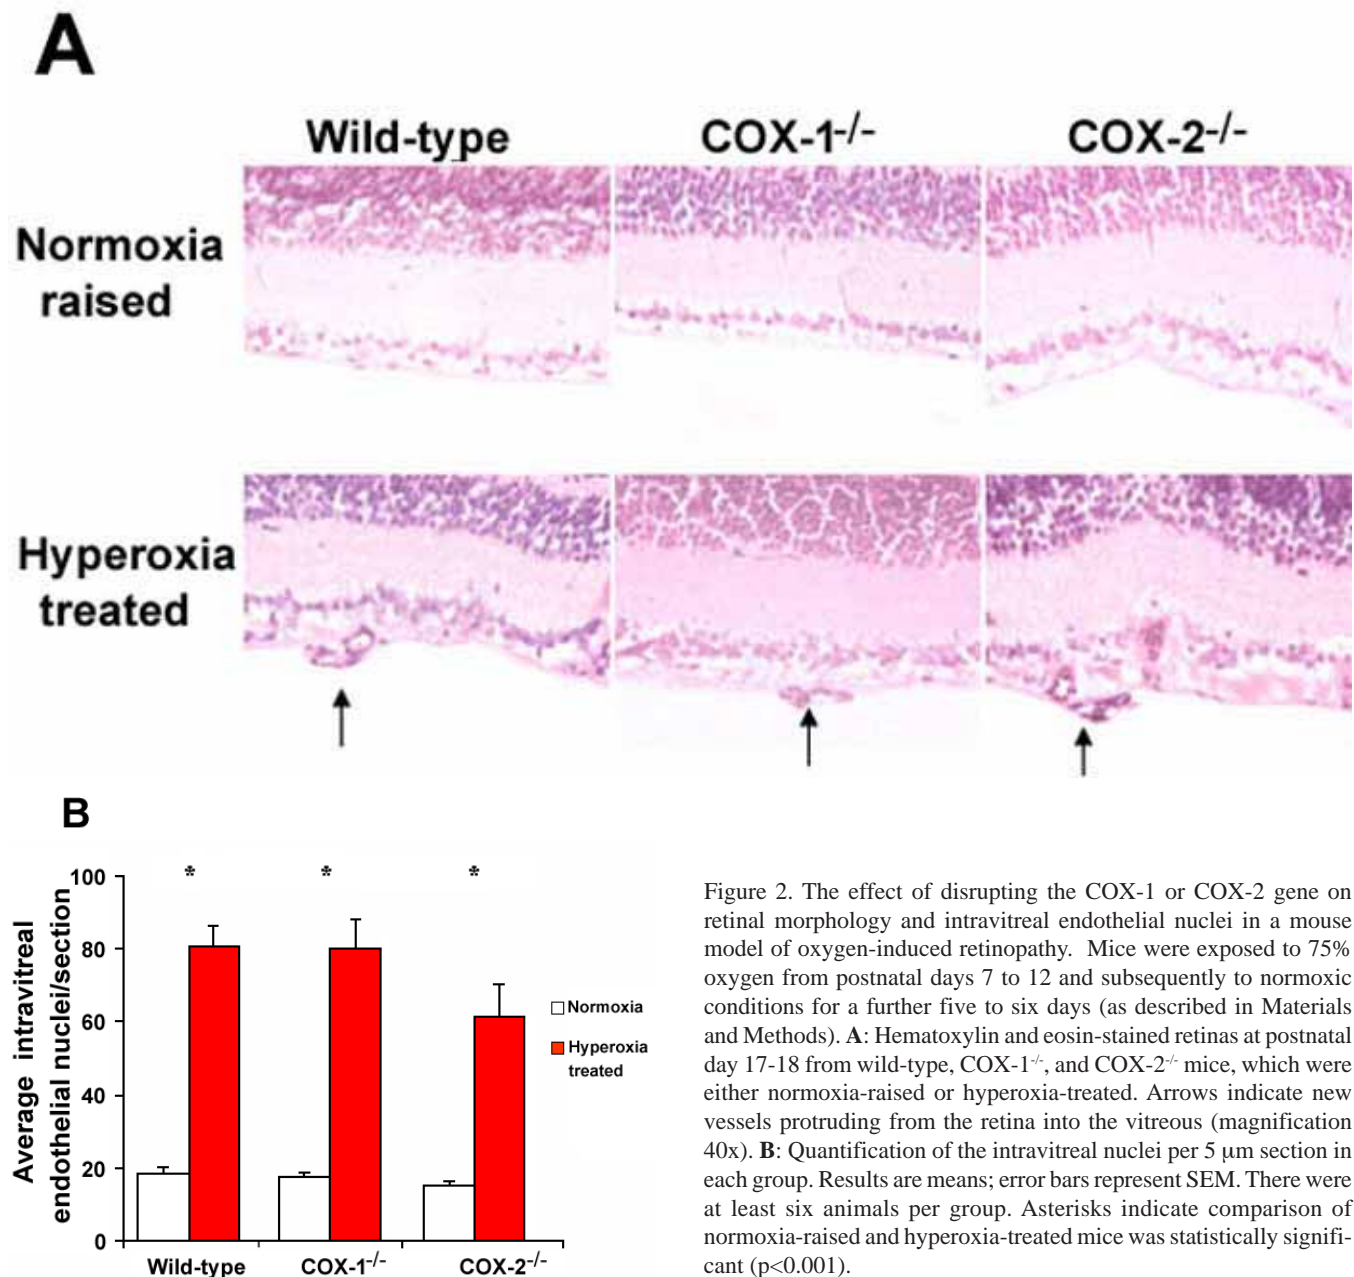 A
Wild-type COX-1-/- COX-2-/-
Normoxia
raised
Hyperoxia
treated
B
* * *
100
80
60
40
20
0
Average intravitreal
endothelial nuclei/section
Wild-type COX-1-/- COX-2-/-
Normoxia
Hyperoxia
treated
Figure 2. The effect of disrupting the COX-1 or COX-2 gene on
retinal morphology and intravitreal endothelial nuclei in a mouse
model of oxygen-induced retinopathy. Mice were exposed to 75%
oxygen from postnatal days 7 to 12 and subsequently to normoxic
conditions for a further five to six days (as described in Materials
and Methods). A: Hematoxylin and eosin-stained retinas at postnatal
day 17-18 from wild-type, COX-1-/-, and COX-2-/- mice, which were
either normoxia-raised or hyperoxia-treated. Arrows indicate new
vessels protruding from the retina into the vitreous (magnification
40x). B: Quantification of the intravitreal nuclei per 5 μm section in
each group. Results are means; error bars represent SEM. There were
at least six animals per group. Asterisks indicate comparison of
normoxia-raised and hyperoxia-treated mice was statistically signifi-
cant (p<0.001).